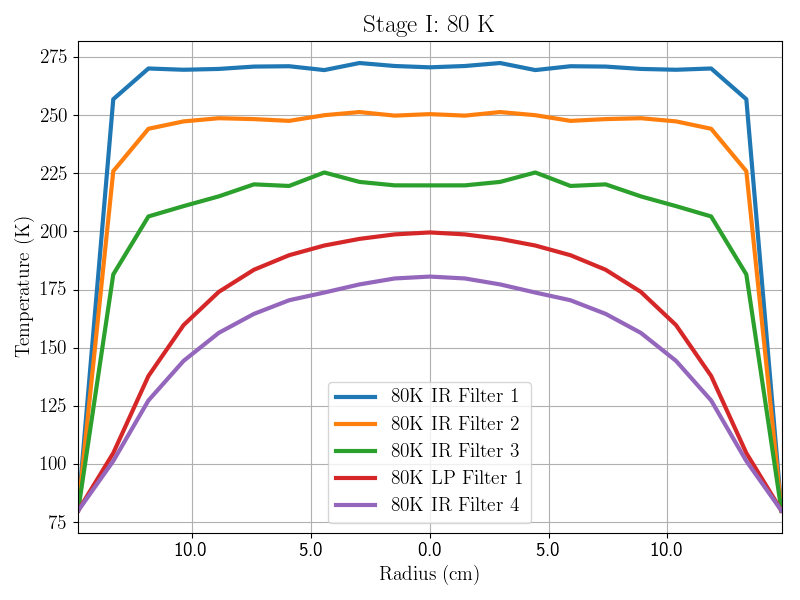 Stage I: 80 K
275
250
225
200
175
150
125
100
75
Temperature (K)
80K IR Filter 1
80K IR Filter 2
80K IR Filter 3
80K LP Filter 1
80K IR Filter 4
10.0 5.0 0.0 5.0 10.0
Radius (cm)